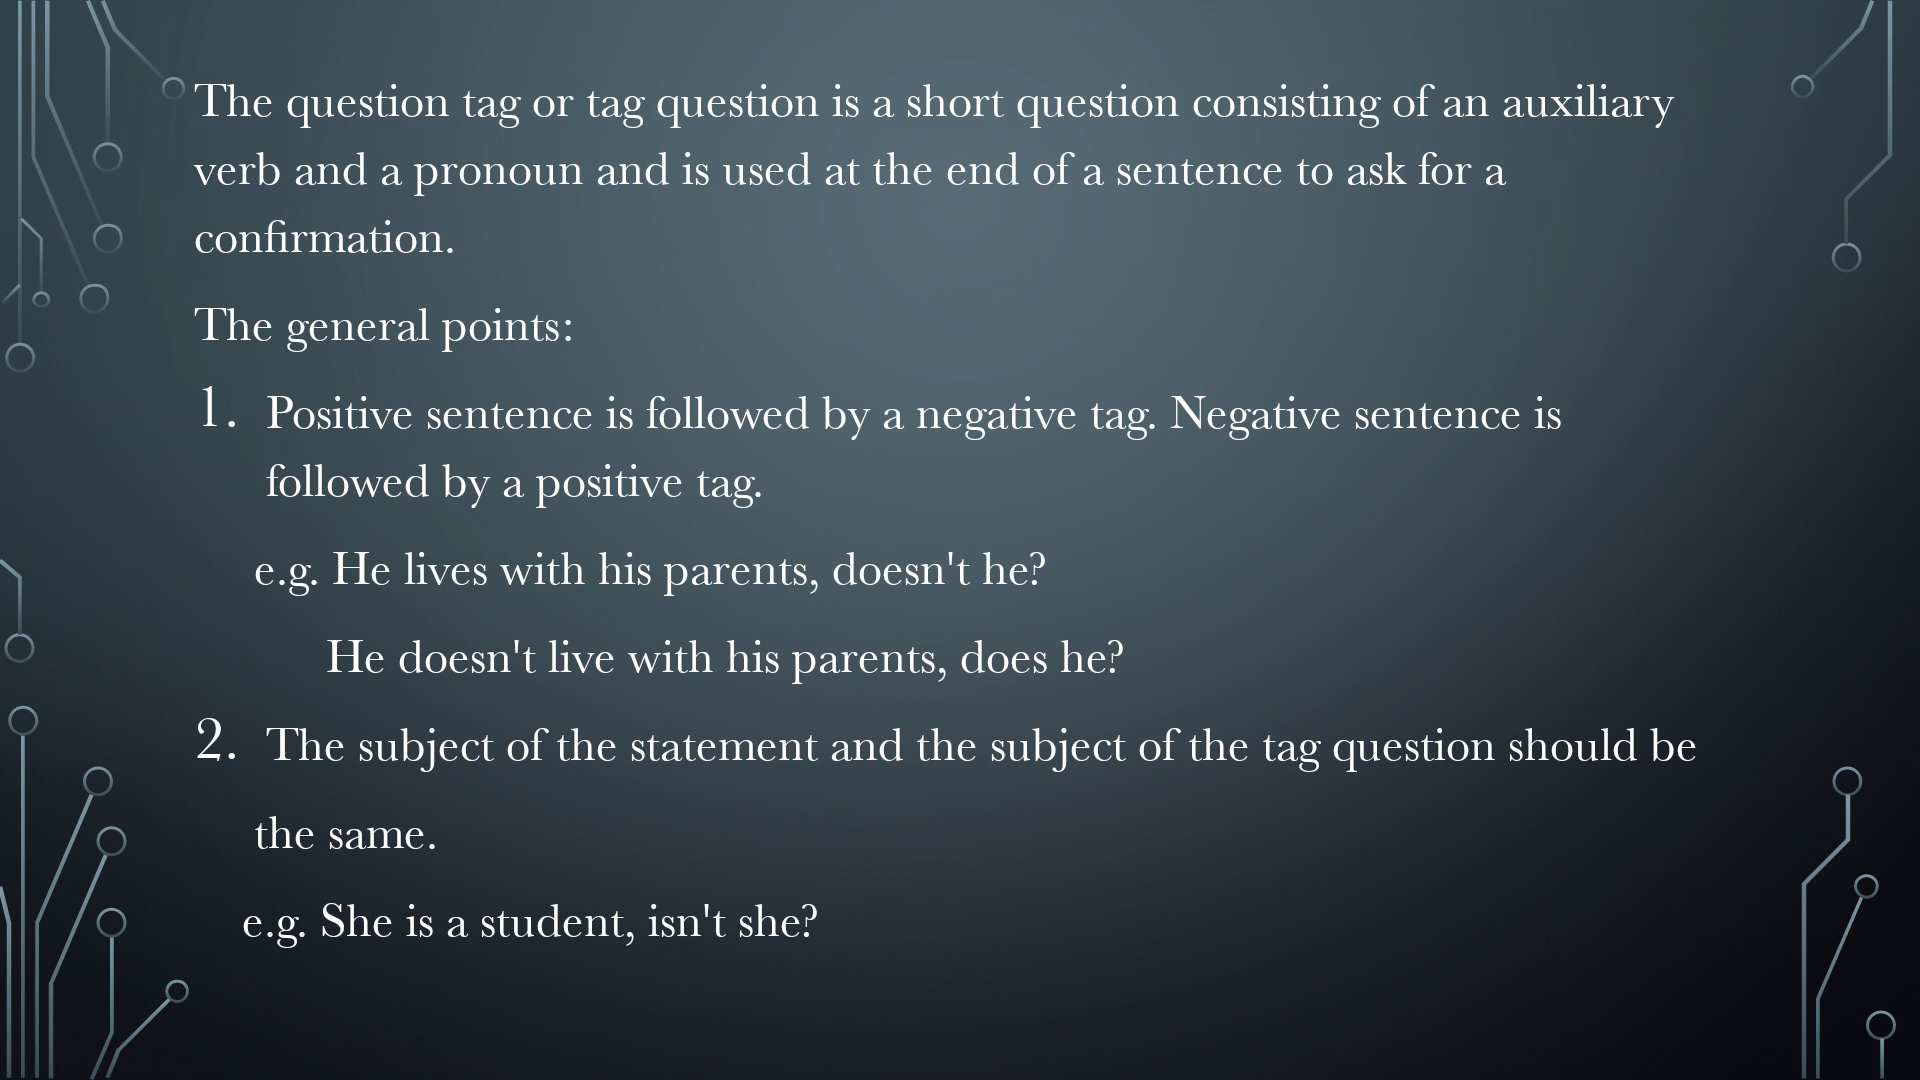 The question tag or tag question is a short question consisting of an auxiliary
verb and a pronoun and is used at the end of a sentence to ask for a
confirmation.
The general points:
1. Positive sentence is followed by a negative tag. Negative sentence is
followed by a positive tag.
e.g. He lives with his parents, doesn't he?
He doesn't live with his parents, does he?
2. The subject of the statement and the subject of the tag question should be
the same.
e.g. She is a student, isn't she?